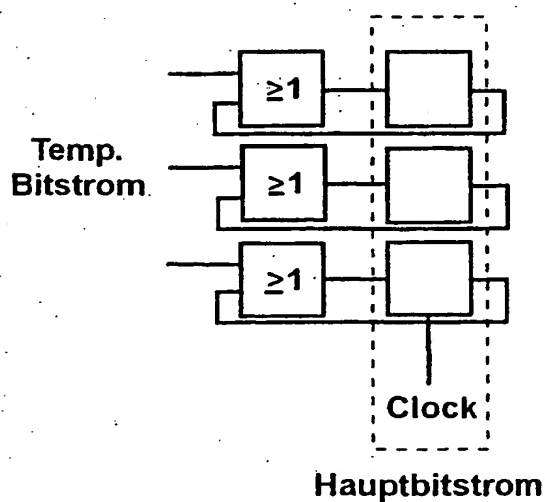 ≥1
Temp.
Bitstrom
≥1
≥1
Clock
Hauptbitstrom